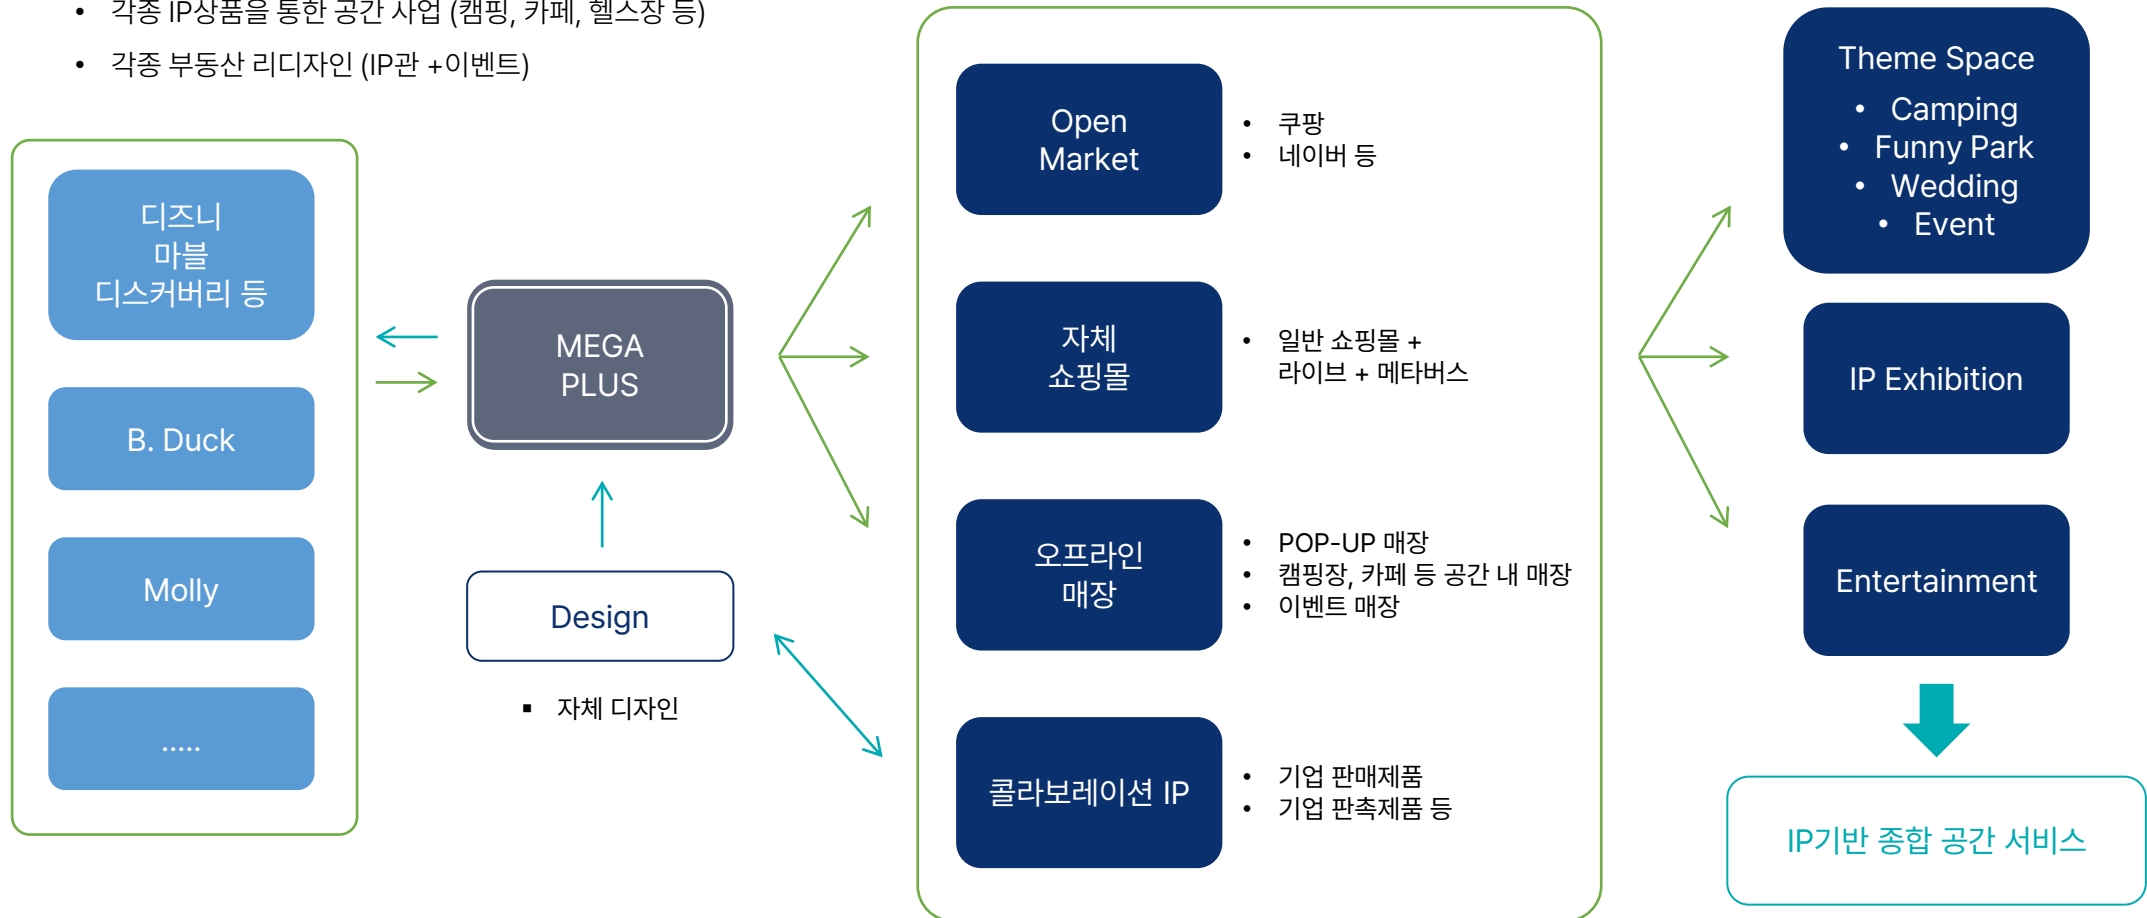 • 각종 IP상품을 통한 공간 사업 (캠핑, 카페, 헬스장 등)
• 각종 부동산 리디자인 (IP관 +이벤트)
디즈니
마블
디스커버리 등
B. Duck
Molly
.....
MEGA
PLUS
Design
▪ 자체 디자인
Open
Market
• 쿠팡
• 네이버 등
자체
쇼핑몰
• 일반 쇼핑몰 +
라이브 + 메타버스
오프라인
매장
• POP-UP 매장
• 캠핑장, 카페 등 공간 내 매장
• 이벤트 매장
콜라보레이션 IP
• 기업 판매제품
• 기업 판촉제품 등
Theme Space
• Camping
• Funny Park
• Wedding
• Event
IP Exhibition
Entertainment
IP기반 종합 공간 서비스